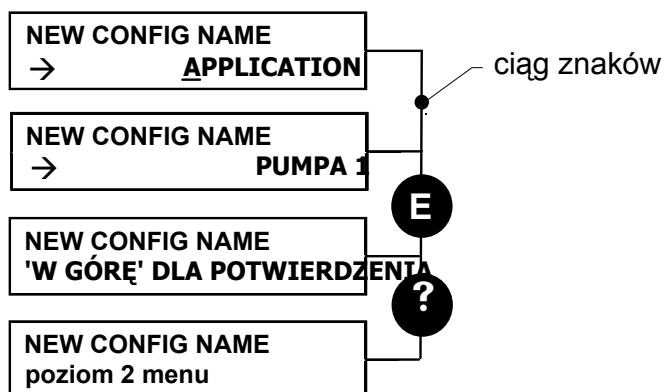 NEW CONFIG NAME
→ APPLICATION
ciąg znaków
NEW CONFIG NAME
→ PUMPA 1
E
NEW CONFIG NAME
'W GÓRĘ' DLA POTWIERDZENIA
?
NEW CONFIG NAME
poziom 2 menu